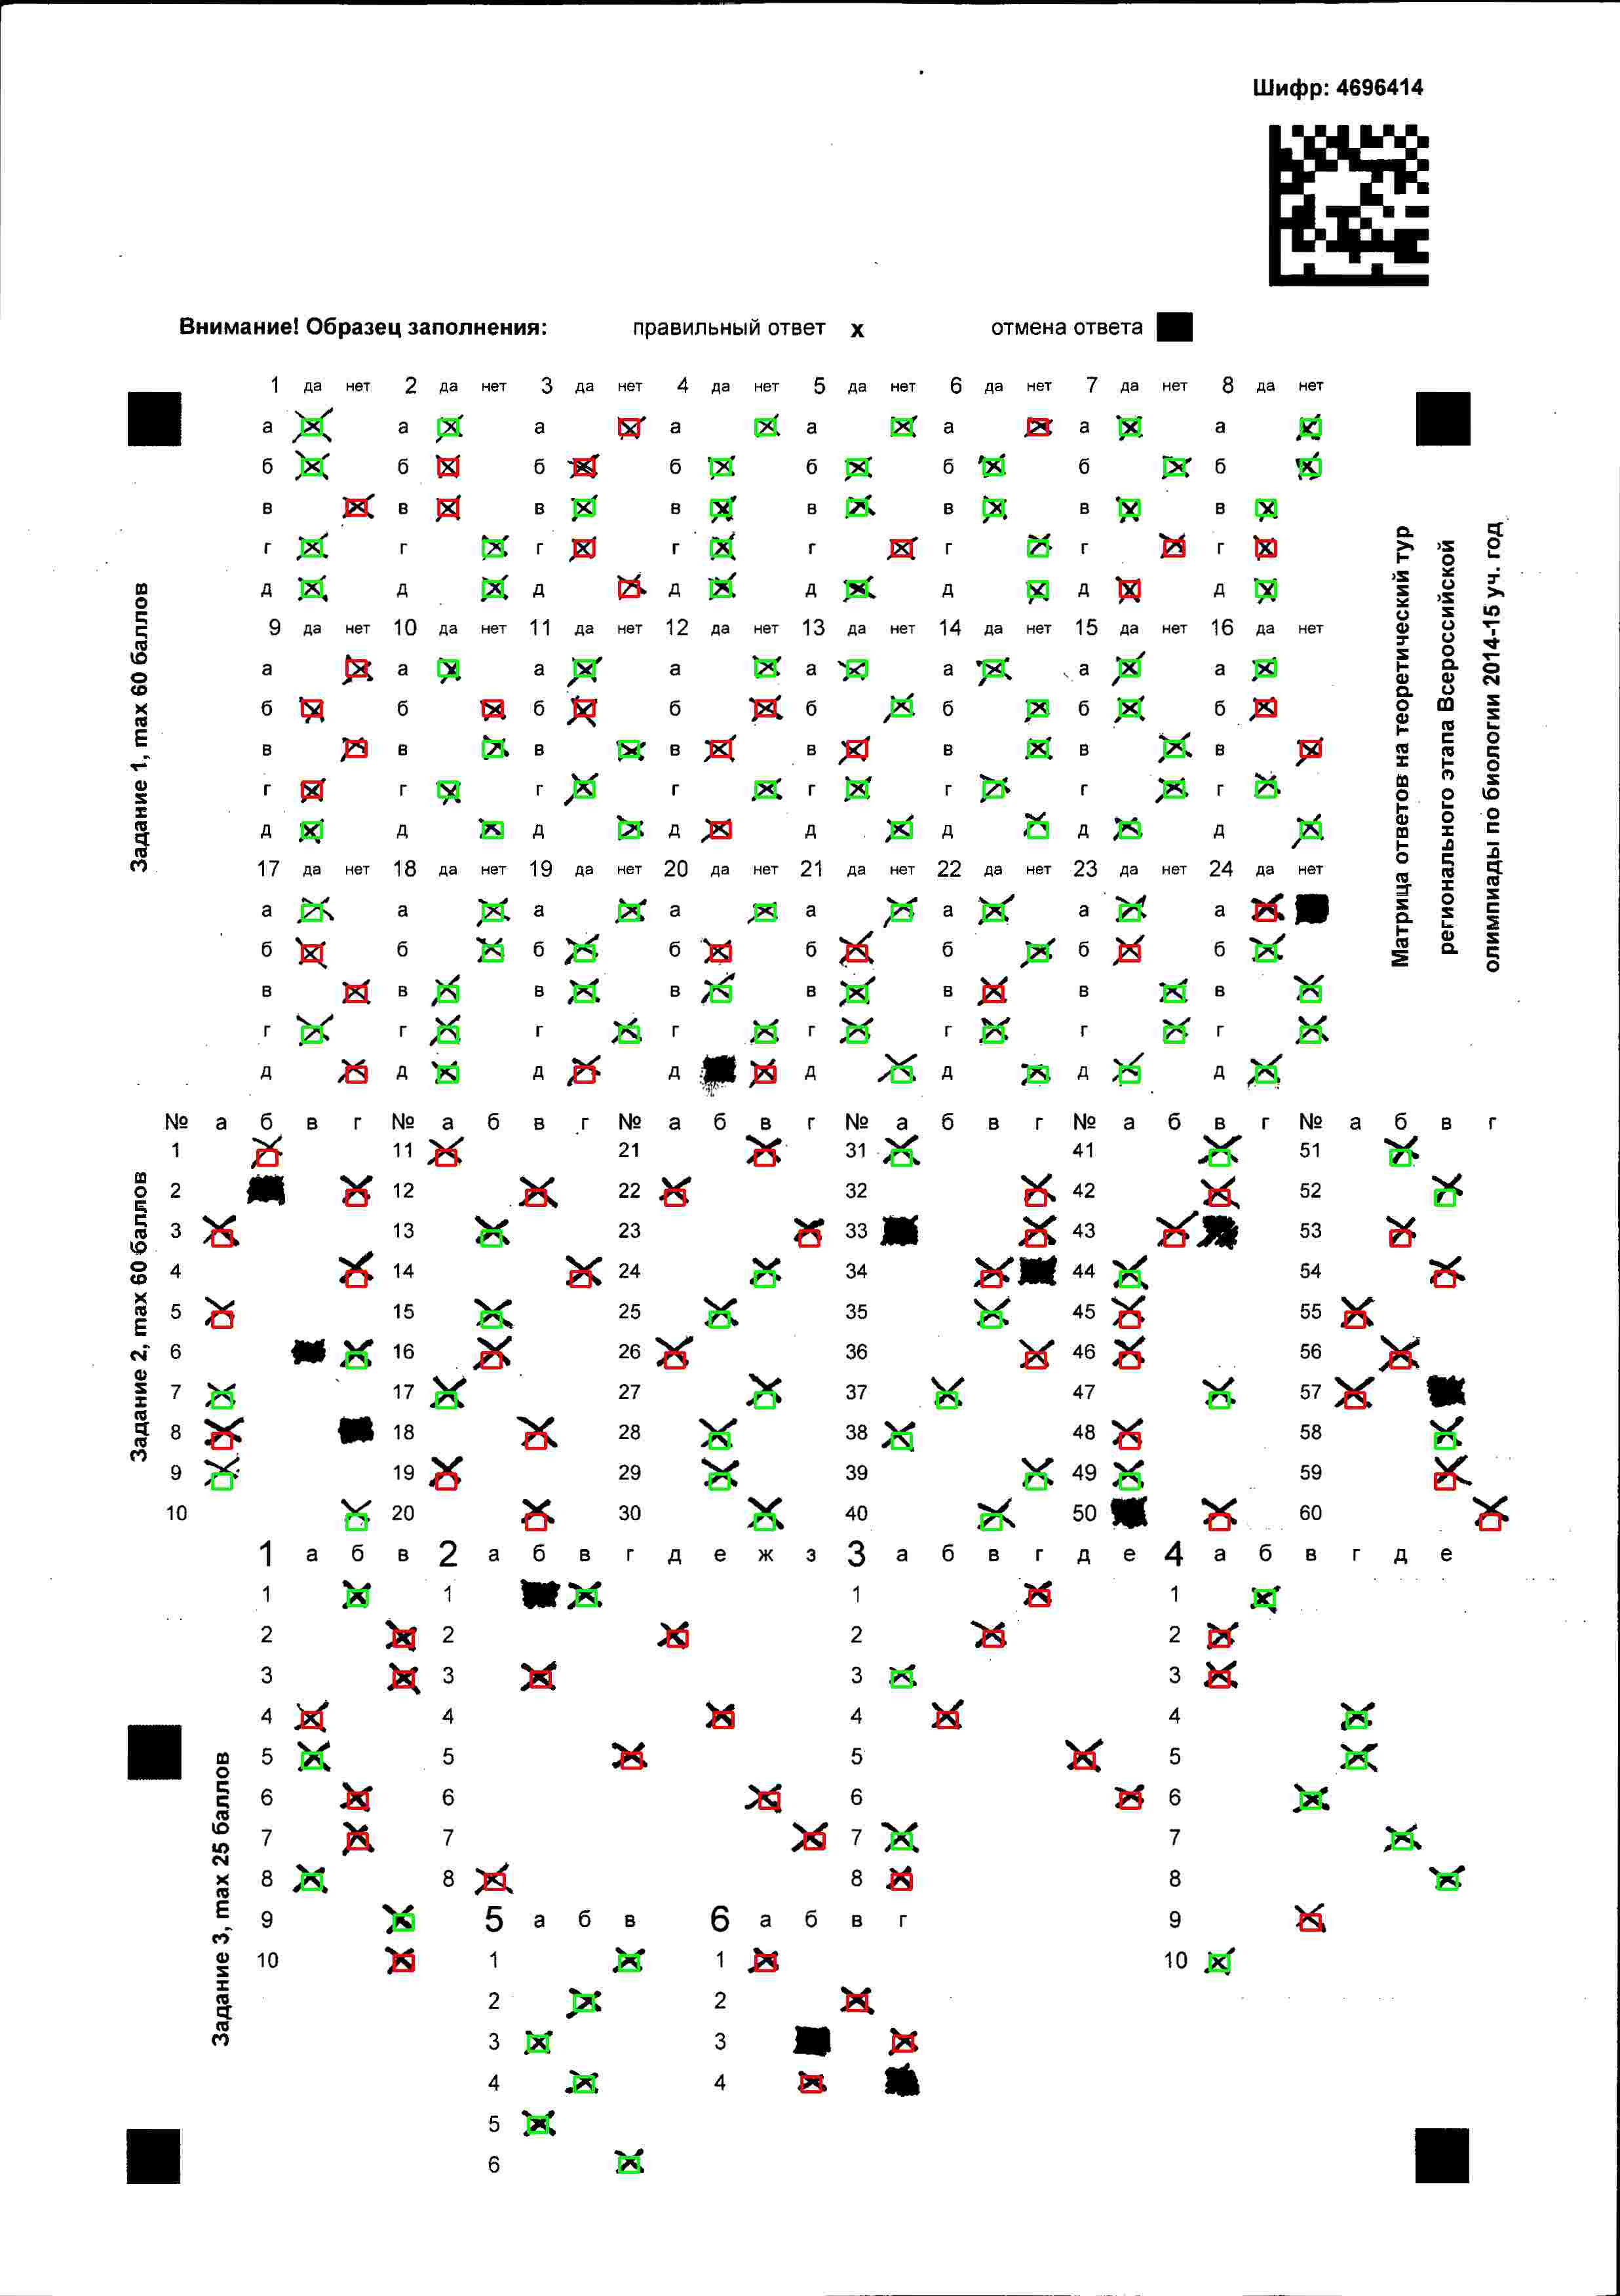 Шифр: 4696414
Внимание! Образец заполнения: правильный ответ x отмена ответа
1 да нет 2 да нет 3 да нет 4 да нет 5 да нет 6 да нет 7 да нет 8 да нет
а а а а а а а а
б б б б б б б б
в в в в в в в в
г г г г г г г г
д д д д д д д д
9 да нет 10 да нет 11 да нет 12 да нет 13 да нет 14 да нет 15 да нет 16 да нет
а а а а а а а а
б б б б б б б б
в в в в в в в в
г г г г г г г г
д д д д д д д д
17 да нет 18 да нет 19 да нет 20 да нет 21 да нет 22 да нет 23 да нет 24 да нет
а а а а а а а а
б б б б б б б б
в в в в в в в в
г г г г г г г г
д д д д д д д д
Задание 1, max 60 баллов
Матрица ответов на теоретический тур
регионального этапа Всероссийской
олимпиады по биологии 2014-15 уч. год
№ а б в г № а б в г № а б в г № а б в г № а б в г № а б в г
1 11 21 31 41 51
2 12 22 32 42 52
3 13 23 33 43 53
4 14 24 34 44 54
5 15 25 35 45 55
6 16 26 36 46 56
7 17 27 37 47 57
8 18 28 38 48 58
9 19 29 39 49 59
10 20 30 40 50 60
Задание 2, max 60 баллов
1 а б в 2 а б в г д е ж з 3 а б в г д е 4 а б в г д е
1 1 1 1
2 2 2 2
3 3 3 3
4 4 4 4
5 5 5 5
6 6 6 6
7 7 7 7
8 8 8 8
9 5 а б в 6 а б в г 9
10 1 1 10
2 2
3 3
4 4
5
6
Задание 3, max 25 баллов